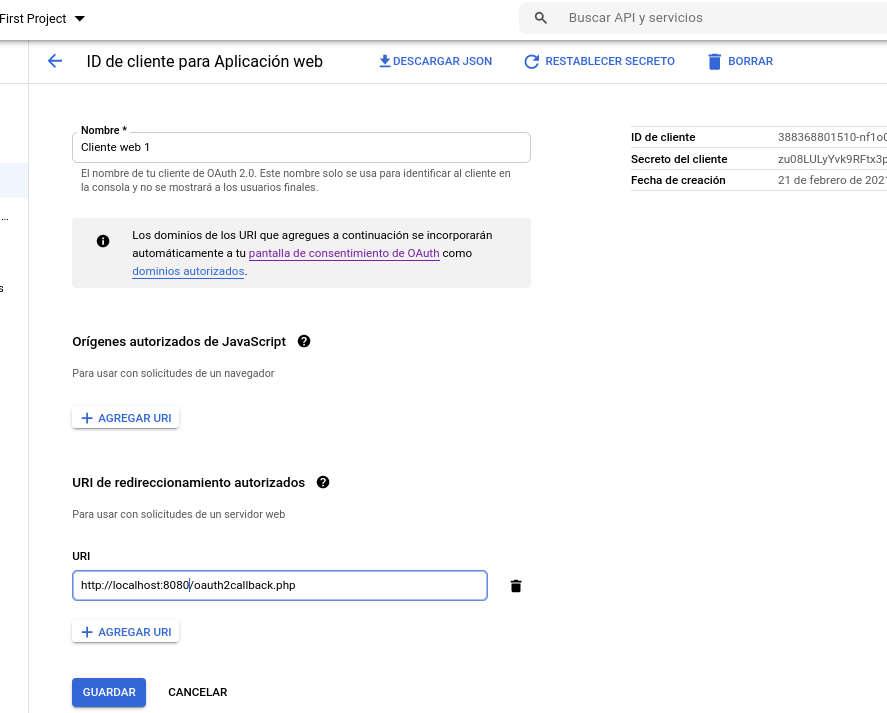 First Project
Buscar API y servicios
ID de cliente para Aplicación web
DESCARGAR JSON
RESTABLECER SECRETO
BORRAR
Nombre *
Cliente web 1
El nombre de tu cliente de OAuth 2.0. Este nombre solo se usa para identificar al cliente en
la consola y no se mostrará a los usuarios finales.
ID de cliente 388368801510-nf1o0
Secreto del cliente zu08LULyYvk9RFtx3p
Fecha de creación 21 de febrero de 2021
...
s
Los dominios de los URI que agregues a continuación se incorporarán
automáticamente a tu pantalla de consentimiento de OAuth como
dominios autorizados.
Orígenes autorizados de JavaScript
Para usar con solicitudes de un navegador
AGREGAR URI
URI de redireccionamiento autorizados
Para usar con solicitudes de un servidor web
URI
http://localhost:8080/oauth2callback.php
AGREGAR URI
GUARDAR
CANCELAR